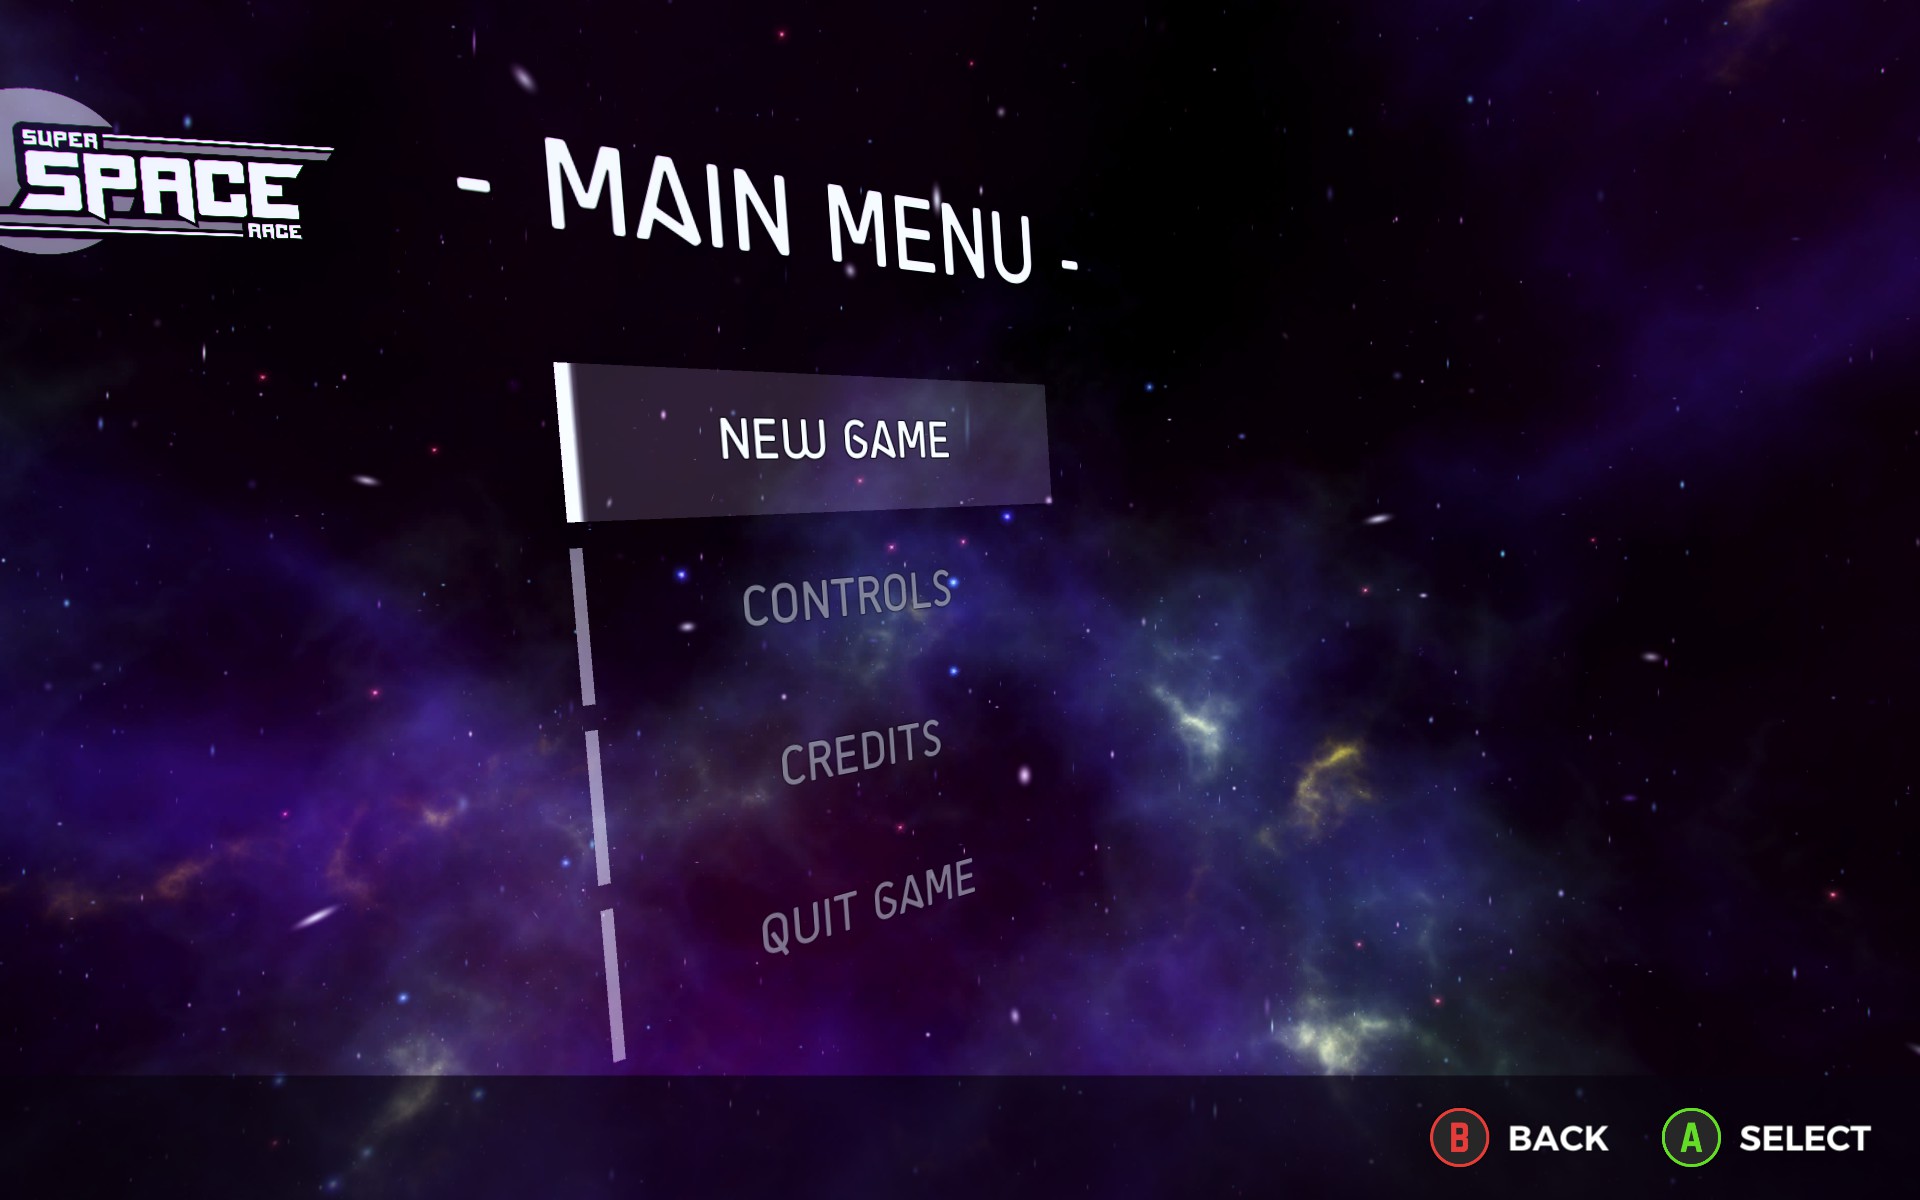 SUPER
SPACE
RACE
- MAIN MENU -
NEW GAME
CONTROLS
CREDITS
QUIT GAME
B BACK A SELECT